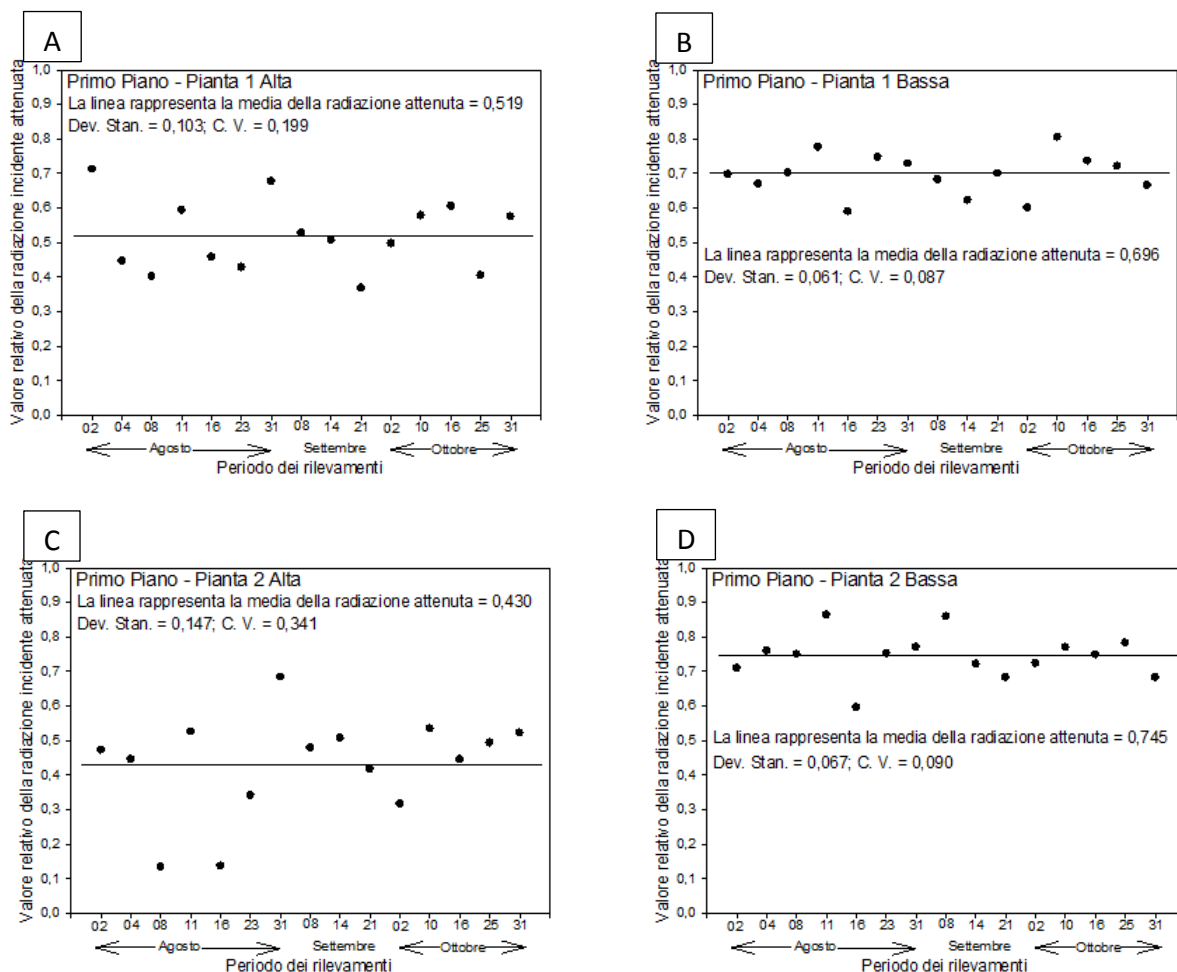 A
Primo Piano - Pianta 1 Alta
La linea rappresenta la media della radiazione attenuta = 0,519
Dev. Stan. = 0,103; C. V. = 0,199
Valore relativo della radiazione incidente attenuata
1,0
0,9
0,8
0,7
0,6
0,5
0,4
0,3
0,2
0,1
0,0
02 04 08 11 16 23 31 08 14 21 02 10 16 25 31
Agosto Settembre Ottobre
Periodo dei rilevamenti
B
Primo Piano - Pianta 1 Bassa
La linea rappresenta la media della radiazione attenuta = 0,696
Dev. Stan. = 0,061; C. V. = 0,087
Valore relativo della radiazione incidente attenuata
1,0
0,9
0,8
0,7
0,6
0,5
0,4
0,3
0,2
0,1
0,0
02 04 08 11 16 23 31 08 14 21 02 10 16 25 31
Agosto Settembre Ottobre
Periodo dei rilevamenti
C
Primo Piano - Pianta 2 Alta
La linea rappresenta la media della radiazione attenuta = 0,430
Dev. Stan. = 0,147; C. V. = 0,341
Valore relativo della radiazione incidente attenuata
1,0
0,9
0,8
0,7
0,6
0,5
0,4
0,3
0,2
0,1
0,0
02 04 08 11 16 23 31 08 14 21 02 10 16 25 31
Agosto Settembre Ottobre
Periodo dei rilevamenti
D
Primo Piano - Pianta 2 Bassa
La linea rappresenta la media della radiazione attenuta = 0,745
Dev. Stan. = 0,067; C. V. = 0,090
Valore relativo della radiazione incidente attenuata
1,0
0,9
0,8
0,7
0,6
0,5
0,4
0,3
0,2
0,1
0,0
02 04 08 11 16 23 31 08 14 21 02 10 16 25 31
Agosto Settembre Ottobre
Periodo dei rilevamenti